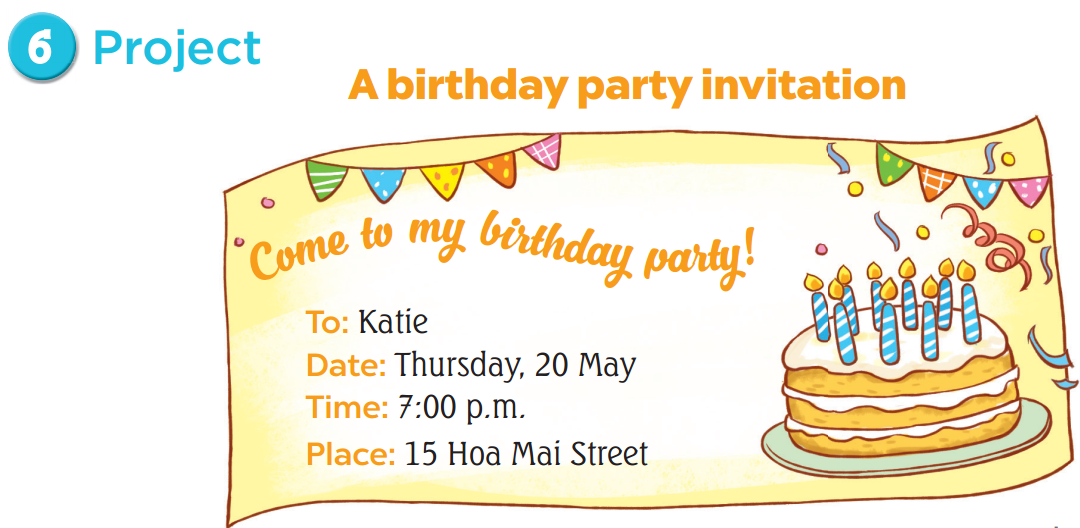 6 Project
A birthday party invitation
Come to my birthday party!
To: Katie
Date: Thursday, 20 May
Time: 7:00 p.m.
Place: 15 Hoa Mai Street